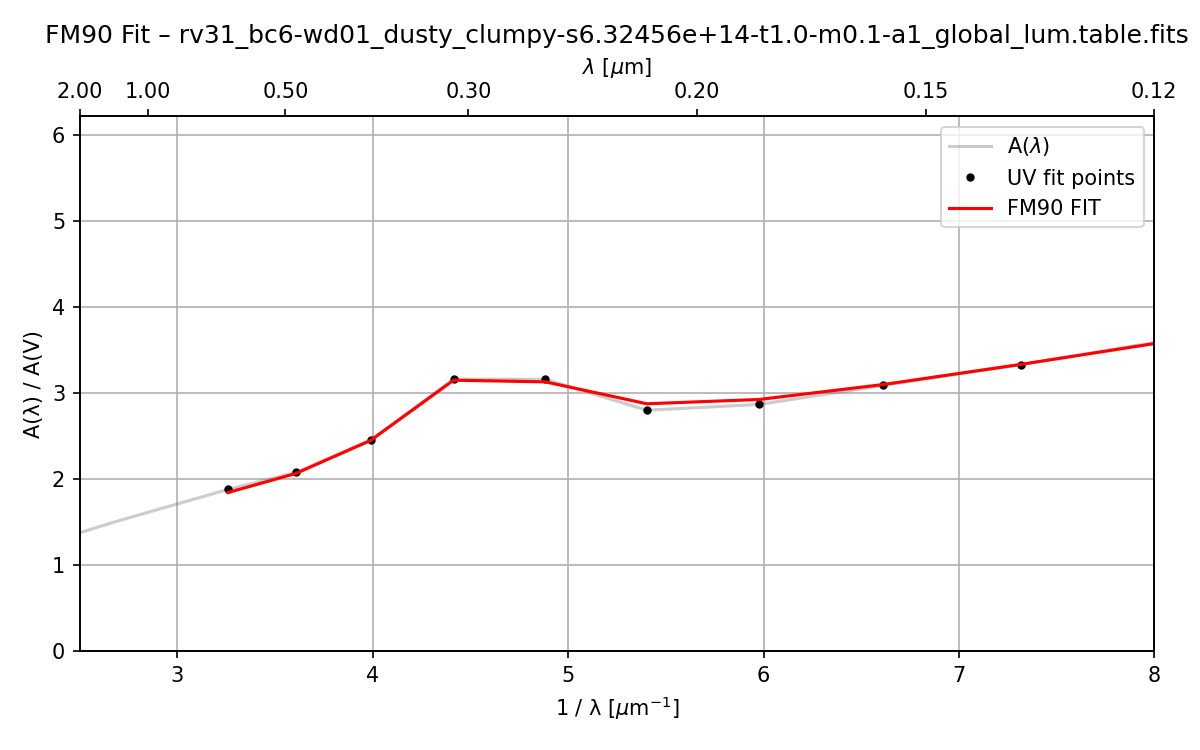 FM90 Fit – rv31_bc6-wd01_dusty_clumpy-s6.32456e+14-t1.0-m0.1-a1_global_lum.table.fits
λ [μm]
2.00 1.00 0.50 0.30 0.20 0.15 0.12
A(λ)
UV fit points
FM90 FIT
A(λ) / A(V)
6
5
4
3
2
1
0
3 4 5 6 7 8
1 / λ [μm⁻¹]